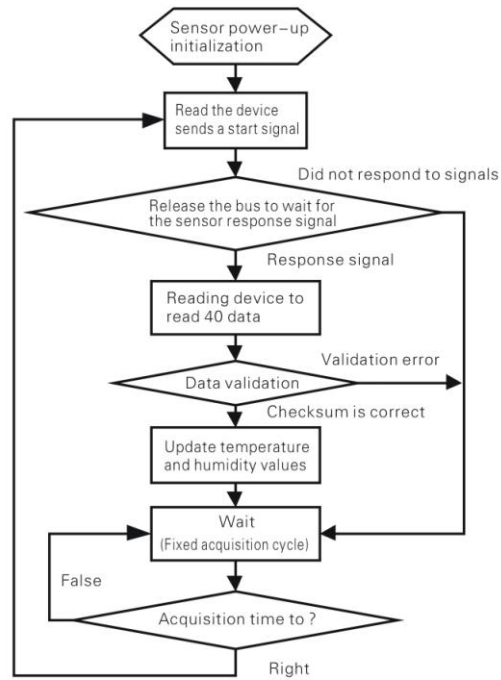 Sensor power-up
initialization
Read the device
sends a start signal
Did not respond to signals
Release the bus to wait for
the sensor response signal
Response signal
Reading device to
read 40 data
Validation error
Data validation
Checksum is correct
Update temperature
and humidity values
Wait
(Fixed acquisition cycle)
False
Acquisition time to ?
Right